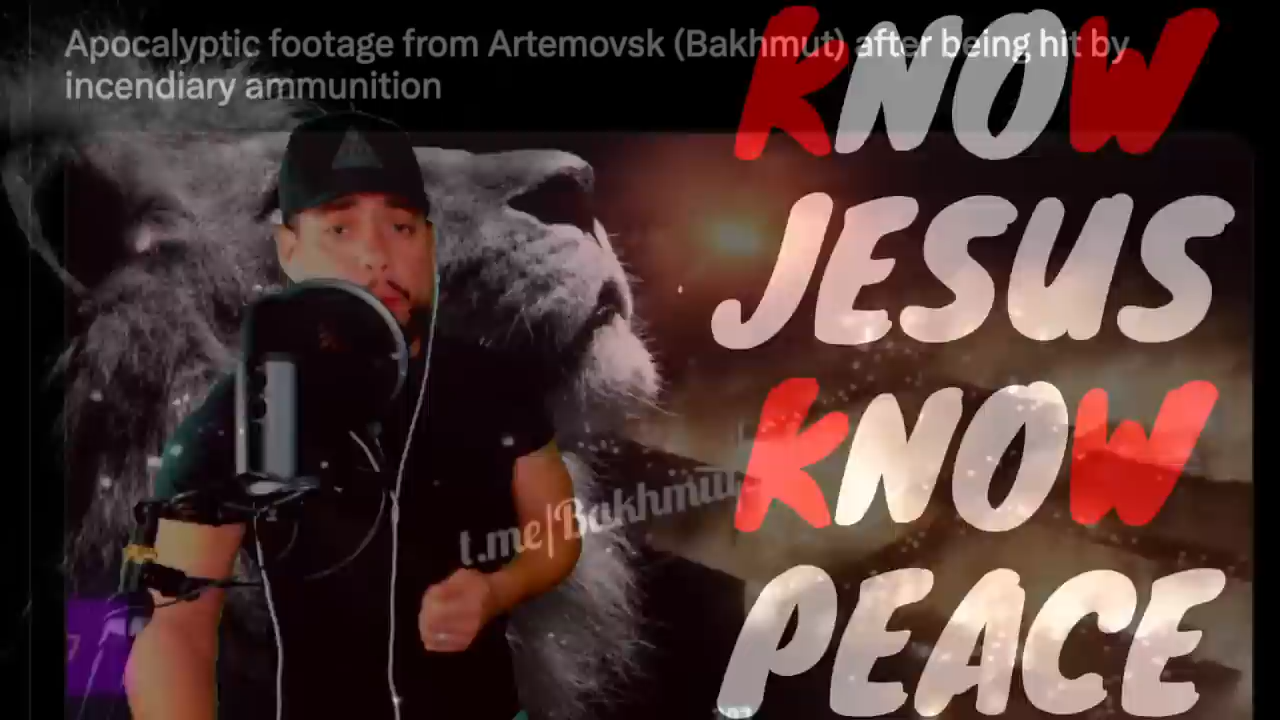 Apocalyptic footage from Artemovsk (Bakhmut) after being hit by
incendiary ammunition
KNOW
JESUS
KNOW
PEACE
t.me/Bakhmut